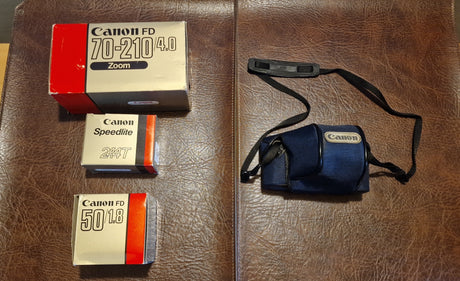 Canon FD
70-210/4.0
Zoom
Canon
Speedlite
244T
Canon FD
50/1.8
Canon